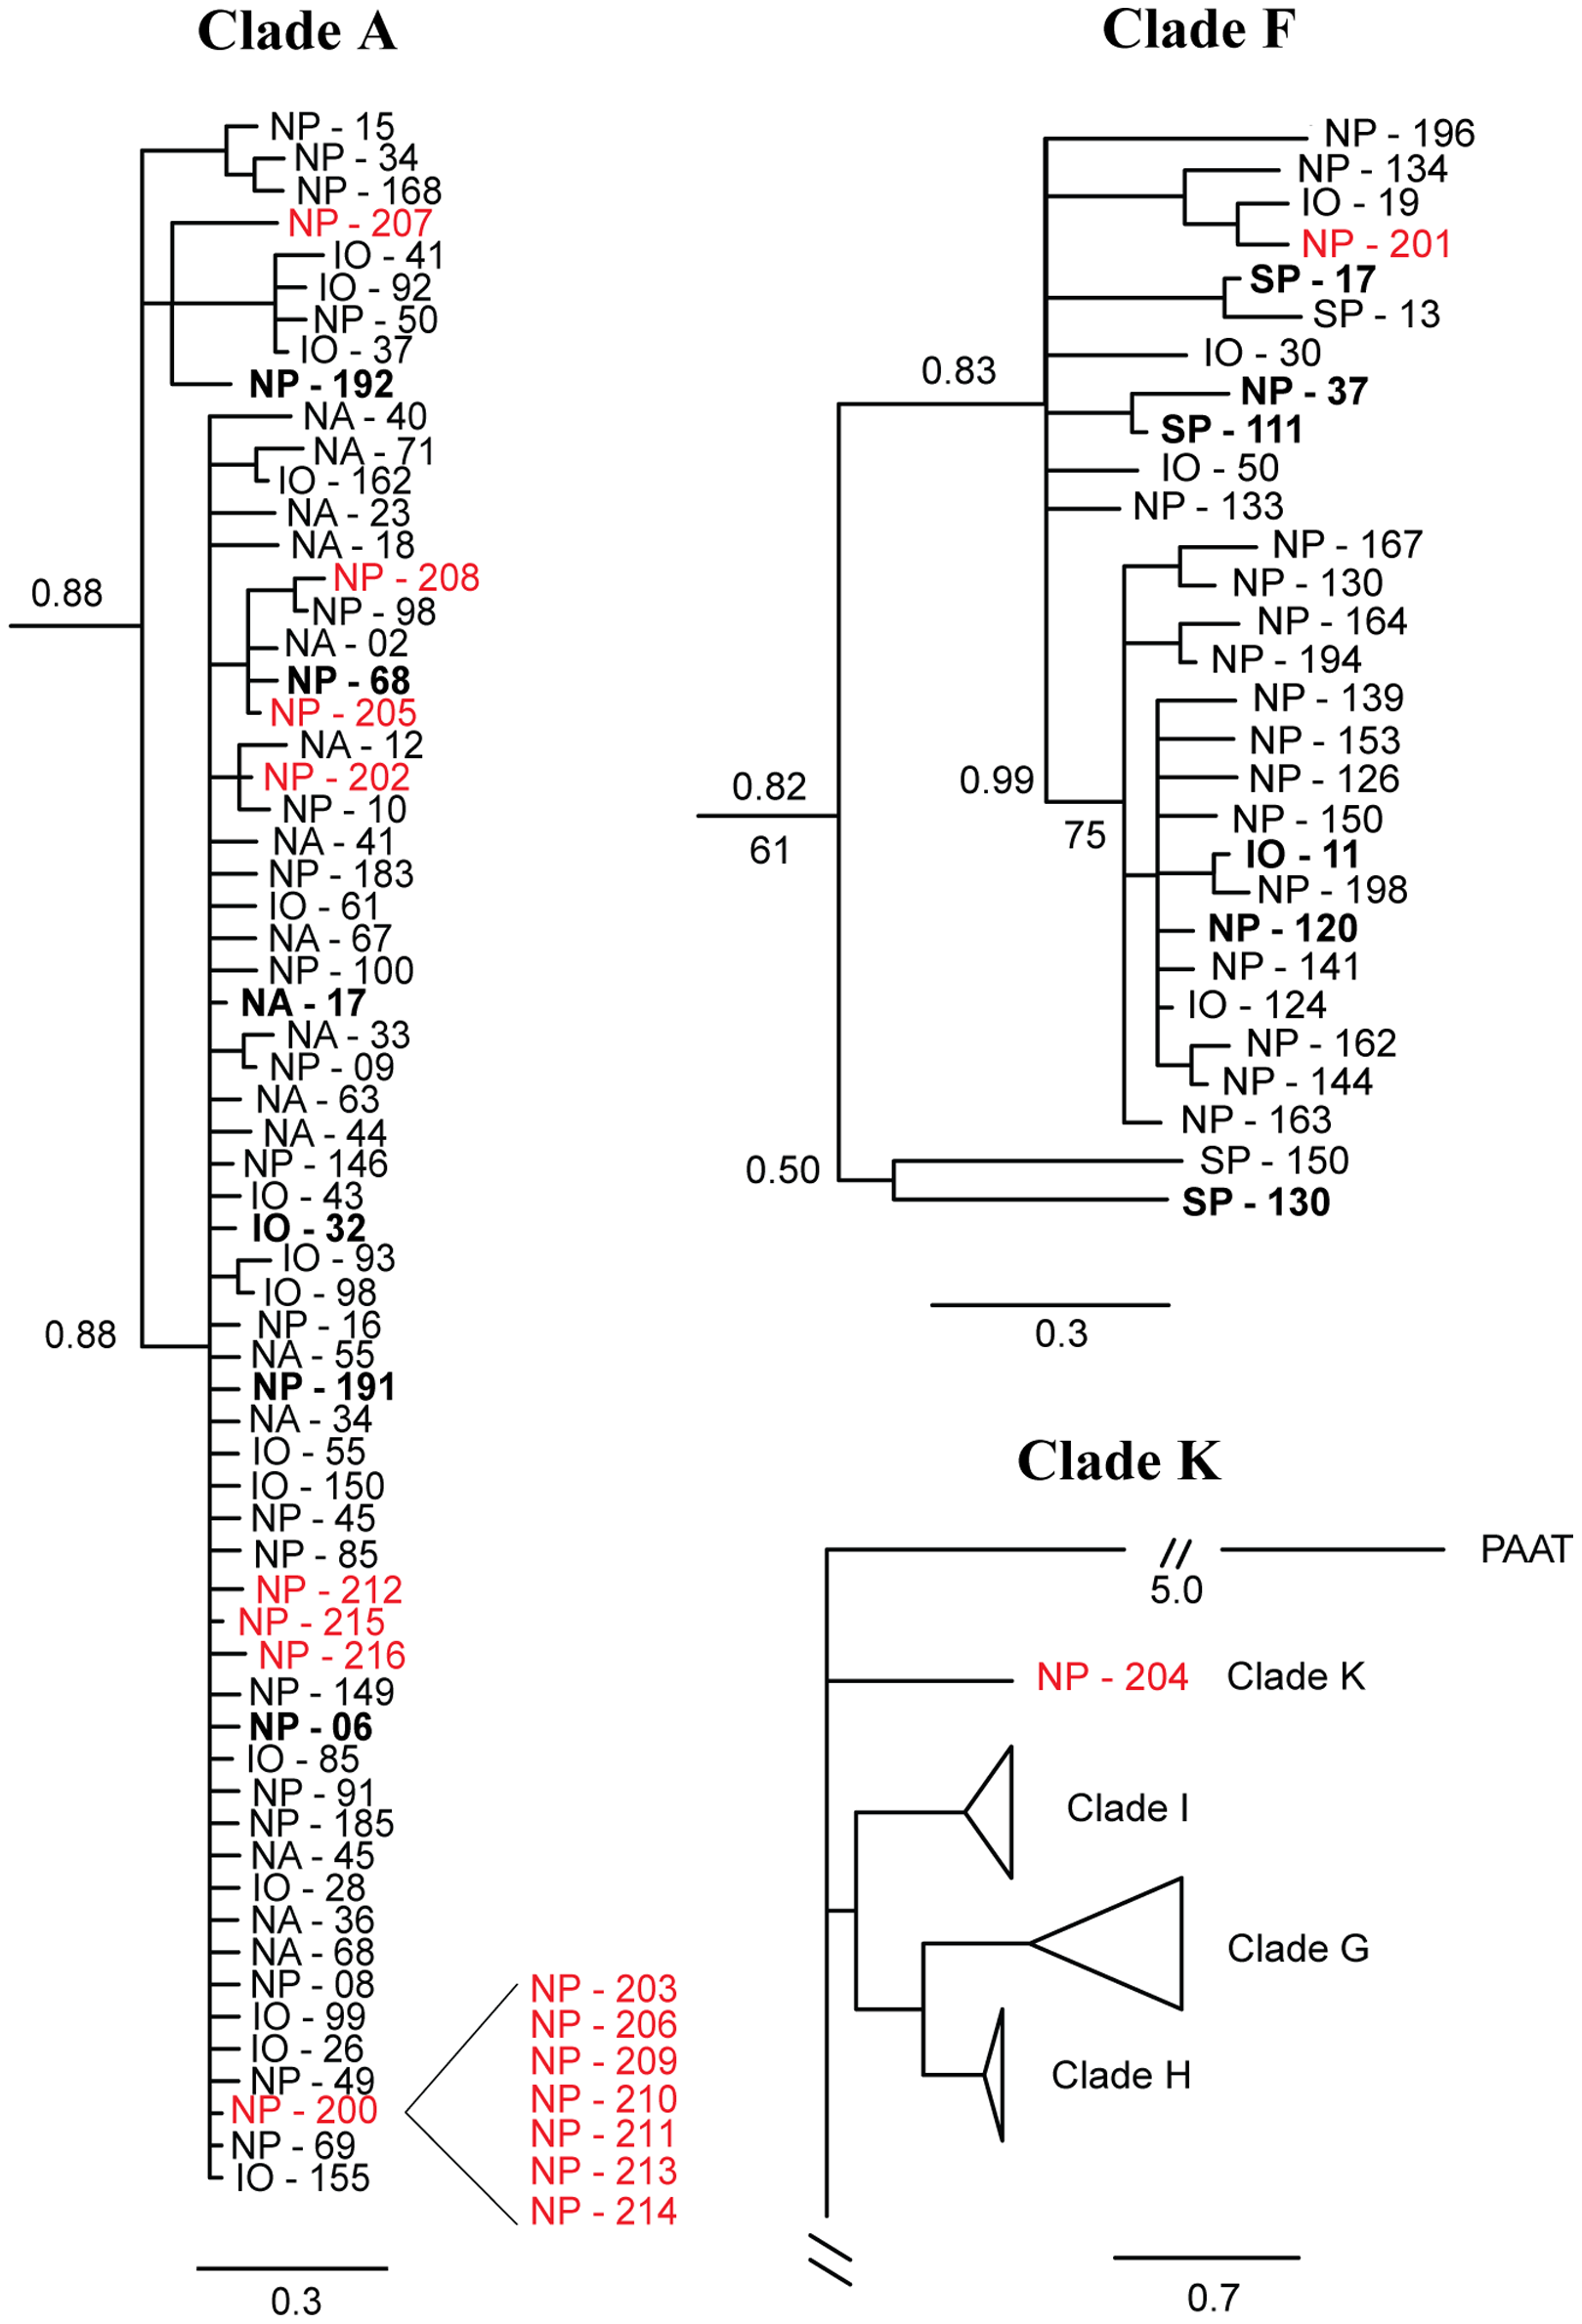 Clade A
NP - 15
NP - 34
NP - 168
NP - 207
IO - 41
IO - 92
NP - 50
IO - 37
NP - 192
NA - 40
NA - 71
IO - 162
NA - 23
NA - 18
NP - 208
NP - 98
NA - 02
NP - 68
NP - 205
NA - 12
NP - 202
NP - 10
NA - 41
NP - 183
IO - 61
NA - 67
NP - 100
NA - 17
NA - 33
NP - 09
NA - 63
NA - 44
NP - 146
IO - 43
IO - 32
IO - 93
IO - 98
NP - 16
NA - 55
NP - 191
NA - 34
IO - 55
IO - 150
NP - 45
NP - 85
NP - 212
NP - 215
NP - 216
NP - 149
NP - 06
IO - 85
NP - 91
NP - 185
NA - 45
IO - 28
NA - 36
NA - 68
NP - 08
IO - 99
IO - 26
NP - 49
NP - 200
NP - 69
IO - 155
0.88
0.88
NP - 203
NP - 206
NP - 209
NP - 210
NP - 211
NP - 213
NP - 214
0.3
Clade F
NP - 196
NP - 134
IO - 19
NP - 201
SP - 17
SP - 13
IO - 30
NP - 37
SP - 111
IO - 50
NP - 133
NP - 167
NP - 130
NP - 164
NP - 194
NP - 139
NP - 153
NP - 126
NP - 150
IO - 11
NP - 198
NP - 120
NP - 141
IO - 124
NP - 162
NP - 144
NP - 163
SP - 150
SP - 130
0.83
0.99
75
0.82
61
0.50
0.3
Clade K
PAAT
5.0
NP - 204 Clade K
Clade I
Clade G
Clade H
0.7